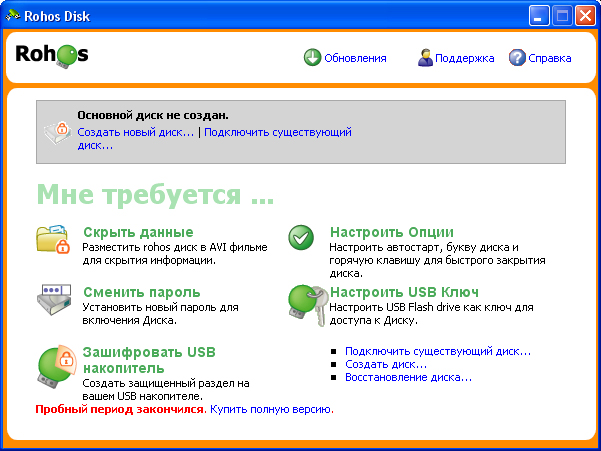 Rohos Disk
Rohos
Обновления Поддержка Справка
Основной диск не создан.
Создать новый диск... | Подключить существующий
диск...
Мне требуется ...
Скрыть данные
Разместить rohos диск в AVI фильме
для скрытия информации.
Настроить Опции
Настроить автостарт, букву диска и
горячую клавишу для быстрого закрытия
диска.
Сменить пароль
Установить новый пароль для
включения Диска.
Настроить USB Ключ
Настроить USB Flash drive как ключ для
доступа к Диску.
Зашифровать USB
накопитель
Создать защищенный раздел на
вашем USB накопителе.
Подключить существующий диск...
Создать диск...
Восстановление диска...
Пробный период закончился. Купить полную версию.